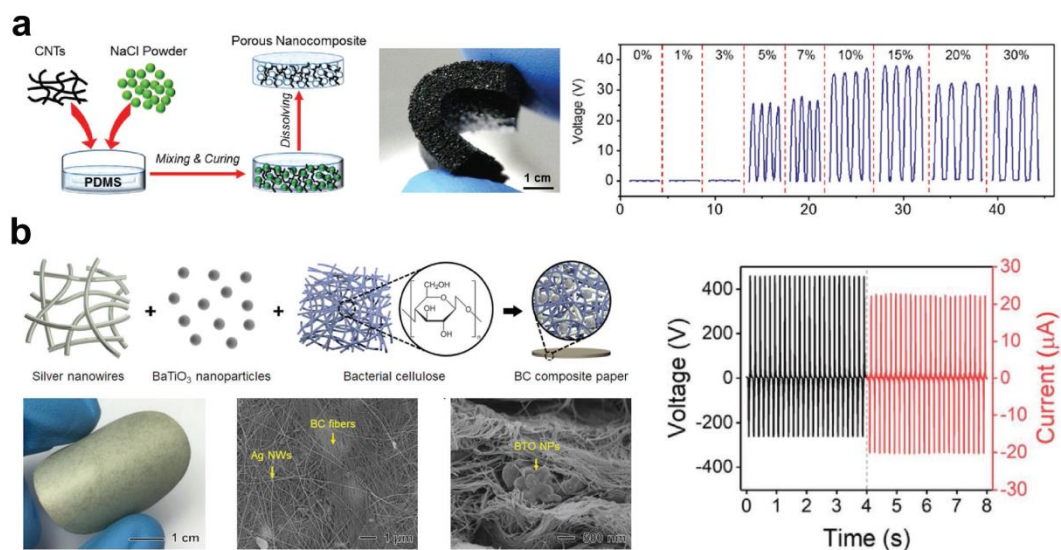 a
CNTs
NaCl Powder
PDMS
Mixing & Curing
Dissolving
Porous Nanocomposite
1 cm
Voltage (V)
40
30
20
10
0
0% 1% 3% 5% 7% 10% 15% 20% 30%
0 10 20 30 40
b
Silver nanowires
+
BaTiO3 nanoparticles
+
Bacterial cellulose
CH2OH
O
OH
OH
O
n
BC composite paper
1 cm
BC fibers
Ag NWs
1 µm
BTO NPs
500 nm
Voltage (V)
400
200
0
-200
-400
30
20
10
0
-10
-20
-30
Current (µA)
0 1 2 3 4 5 6 7 8
Time (s)